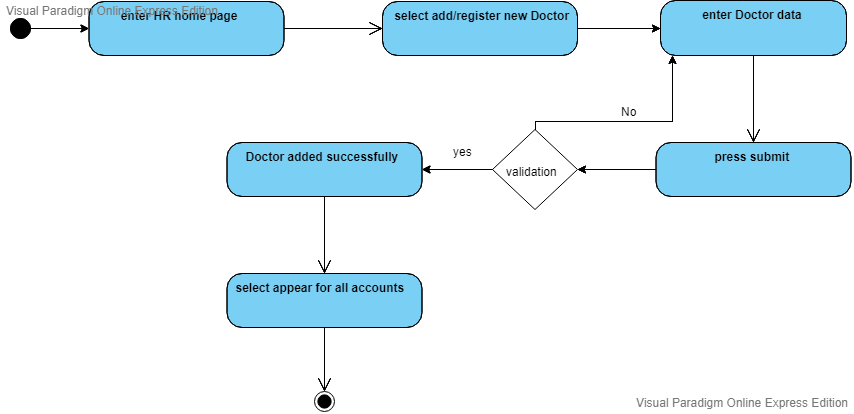 Visual Paradigm Online Express Edition
enter HR home page
select add/register new Doctor
enter Doctor data
No
yes
Doctor added successfully
validation
press submit
select appear for all accounts
Visual Paradigm Online Express Edition